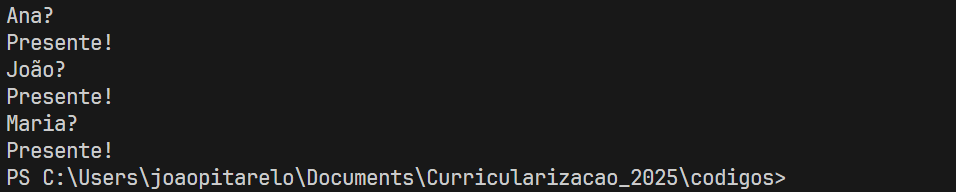 Ana?
Presente!
João?
Presente!
Maria?
Presente!
PS C:\Users\joaopitarelo\Documents\Curricularizacao_2025\codigos>